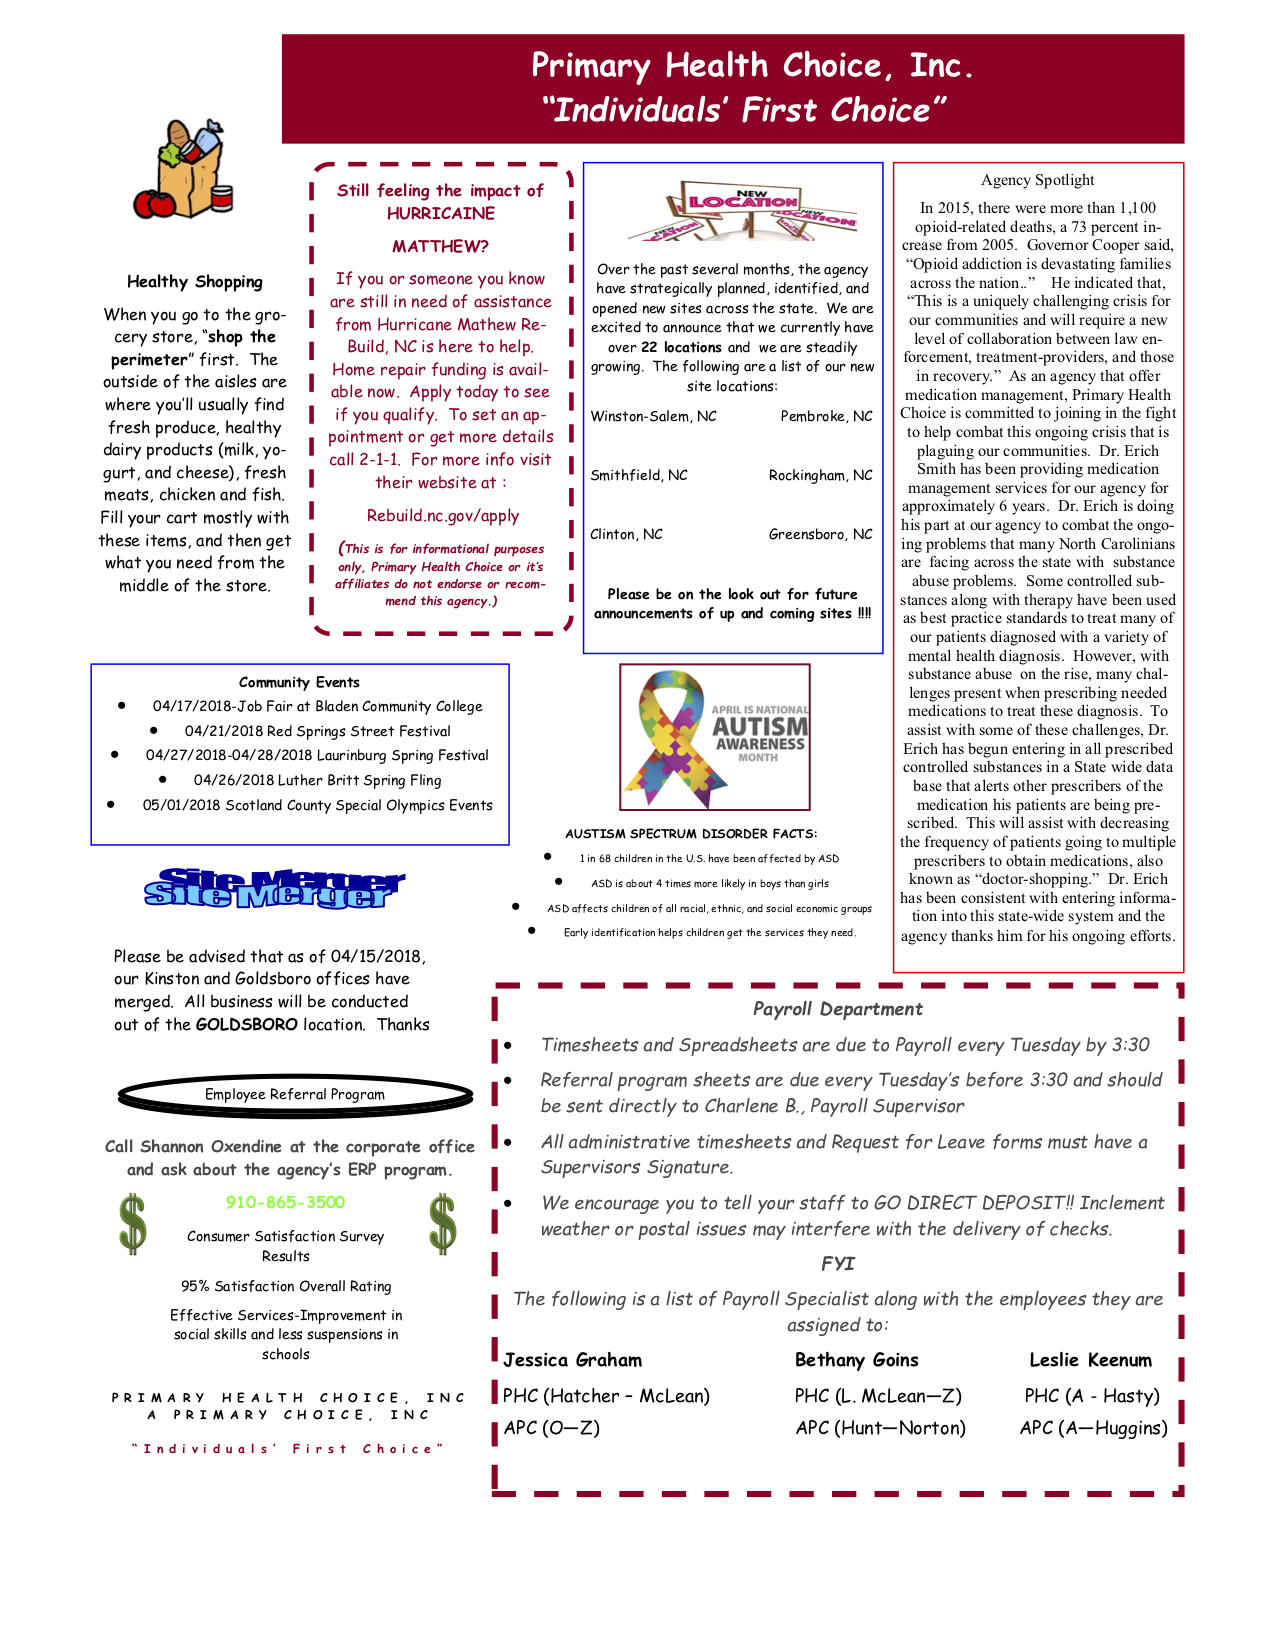 Primary Health Choice, Inc.
“Individuals’ First Choice”
Healthy Shopping
When you go to the gro-
cery store, “shop the
perimeter” first.  The
outside of the aisles are
where you’ll usually find
fresh produce, healthy
dairy products (milk, yo-
gurt, and cheese), fresh
meats, chicken and fish.
Fill your cart mostly with
these items, and then get
what you need from the
middle of the store.
Still feeling the impact of
HURRICAINE
MATTHEW?
If you or someone you know
are still in need of assistance
from Hurricane Mathew Re-
Build, NC is here to help.
Home repair funding is avail-
able now.  Apply today to see
if you qualify.  To set an ap-
pointment or get more details
call 2-1-1.  For more info visit
their website at :
Rebuild.nc.gov/apply
(This is for informational purposes
only, Primary Health Choice or it’s
affiliates do not endorse or recom-
mend this agency.)
NEW
LOCATION
NEW
LOCATION
NEW
LOCATION
Over the past several months, the agency
have strategically planned, identified, and
opened new sites across the state.  We are
excited to announce that we currently have
over 22 locations and  we are steadily
growing.  The following are a list of our new
site locations:
Winston-Salem, NC Pembroke, NC
Smithfield, NC Rockingham, NC
Clinton, NC Greensboro, NC
Please be on the look out for future
announcements of up and coming sites !!!!
Agency Spotlight
In 2015, there were more than 1,100
opioid-related deaths, a 73 percent in-
crease from 2005.  Governor Cooper said,
“Opioid addiction is devastating families
across the nation..”   He indicated that,
“This is a uniquely challenging crisis for
our communities and will require a new
level of collaboration between law en-
forcement, treatment-providers, and those
in recovery.”  As an agency that offer
medication management, Primary Health
Choice is committed to joining in the fight
to help combat this ongoing crisis that is
plaguing our communities.  Dr. Erich
Smith has been providing medication
management services for our agency for
approximately 6 years.  Dr. Erich is doing
his part at our agency to combat the ongo-
ing problems that many North Carolinians
are  facing across the state with  substance
abuse problems.  Some controlled sub-
stances along with therapy have been used
as best practice standards to treat many of
our patients diagnosed with a variety of
mental health diagnosis.  However, with
substance abuse  on the rise, many chal-
lenges present when prescribing needed
medications to treat these diagnosis.  To
assist with some of these challenges, Dr.
Erich has begun entering in all prescribed
controlled substances in a State wide data
base that alerts other prescribers of the
medication his patients are being pre-
scribed.  This will assist with decreasing
the frequency of patients going to multiple
prescribers to obtain medications, also
known as “doctor-shopping.”  Dr. Erich
has been consistent with entering informa-
tion into this state-wide system and the
agency thanks him for his ongoing efforts.
Community Events
• 04/17/2018-Job Fair at Bladen Community College
• 04/21/2018 Red Springs Street Festival
• 04/27/2018-04/28/2018 Laurinburg Spring Festival
• 04/26/2018 Luther Britt Spring Fling
• 05/01/2018 Scotland County Special Olympics Events
APRIL IS NATIONAL
AUTISM
AWARENESS
MONTH
AUSTISM SPECTRUM DISORDER FACTS:
• 1 in 68 children in the U.S. have been affected by ASD
• ASD is about 4 times more likely in boys than girls
• ASD affects children of all racial, ethnic, and social economic groups
• Early identification helps children get the services they need.
Site Merger
Please be advised that as of 04/15/2018,
our Kinston and Goldsboro offices have
merged.  All business will be conducted
out of the GOLDSBORO location.  Thanks
Employee Referral Program
Call Shannon Oxendine at the corporate office
and ask about the agency’s ERP program.
910-865-3500
$ $
Consumer Satisfaction Survey
Results
95% Satisfaction Overall Rating
Effective Services-Improvement in
social skills and less suspensions in
schools
PRIMARY HEALTH CHOICE, INC
A PRIMARY CHOICE, INC
“Individuals’ First Choice”
Payroll Department
• Timesheets and Spreadsheets are due to Payroll every Tuesday by 3:30
• Referral program sheets are due every Tuesday’s before 3:30 and should
be sent directly to Charlene B., Payroll Supervisor
• All administrative timesheets and Request for Leave forms must have a
Supervisors Signature.
• We encourage you to tell your staff to GO DIRECT DEPOSIT!! Inclement
weather or postal issues may interfere with the delivery of checks.
FYI
The following is a list of Payroll Specialist along with the employees they are
assigned to:
Jessica Graham Bethany Goins Leslie Keenum
PHC (Hatcher – McLean) PHC (L. McLean—Z) PHC (A - Hasty)
APC (O—Z) APC (Hunt—Norton) APC (A—Huggins)